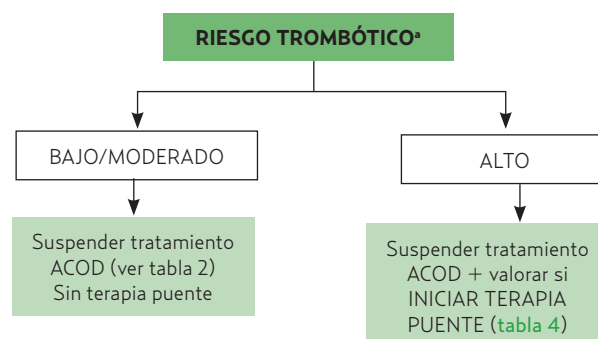 RIESGO TROMBÓTICOᵃ
BAJO/MODERADO
ALTO
Suspender tratamiento
ACOD (ver tabla 2)
Sin terapia puente
Suspender tratamiento
ACOD + valorar si
INICIAR TERAPIA
PUENTE (tabla 4)